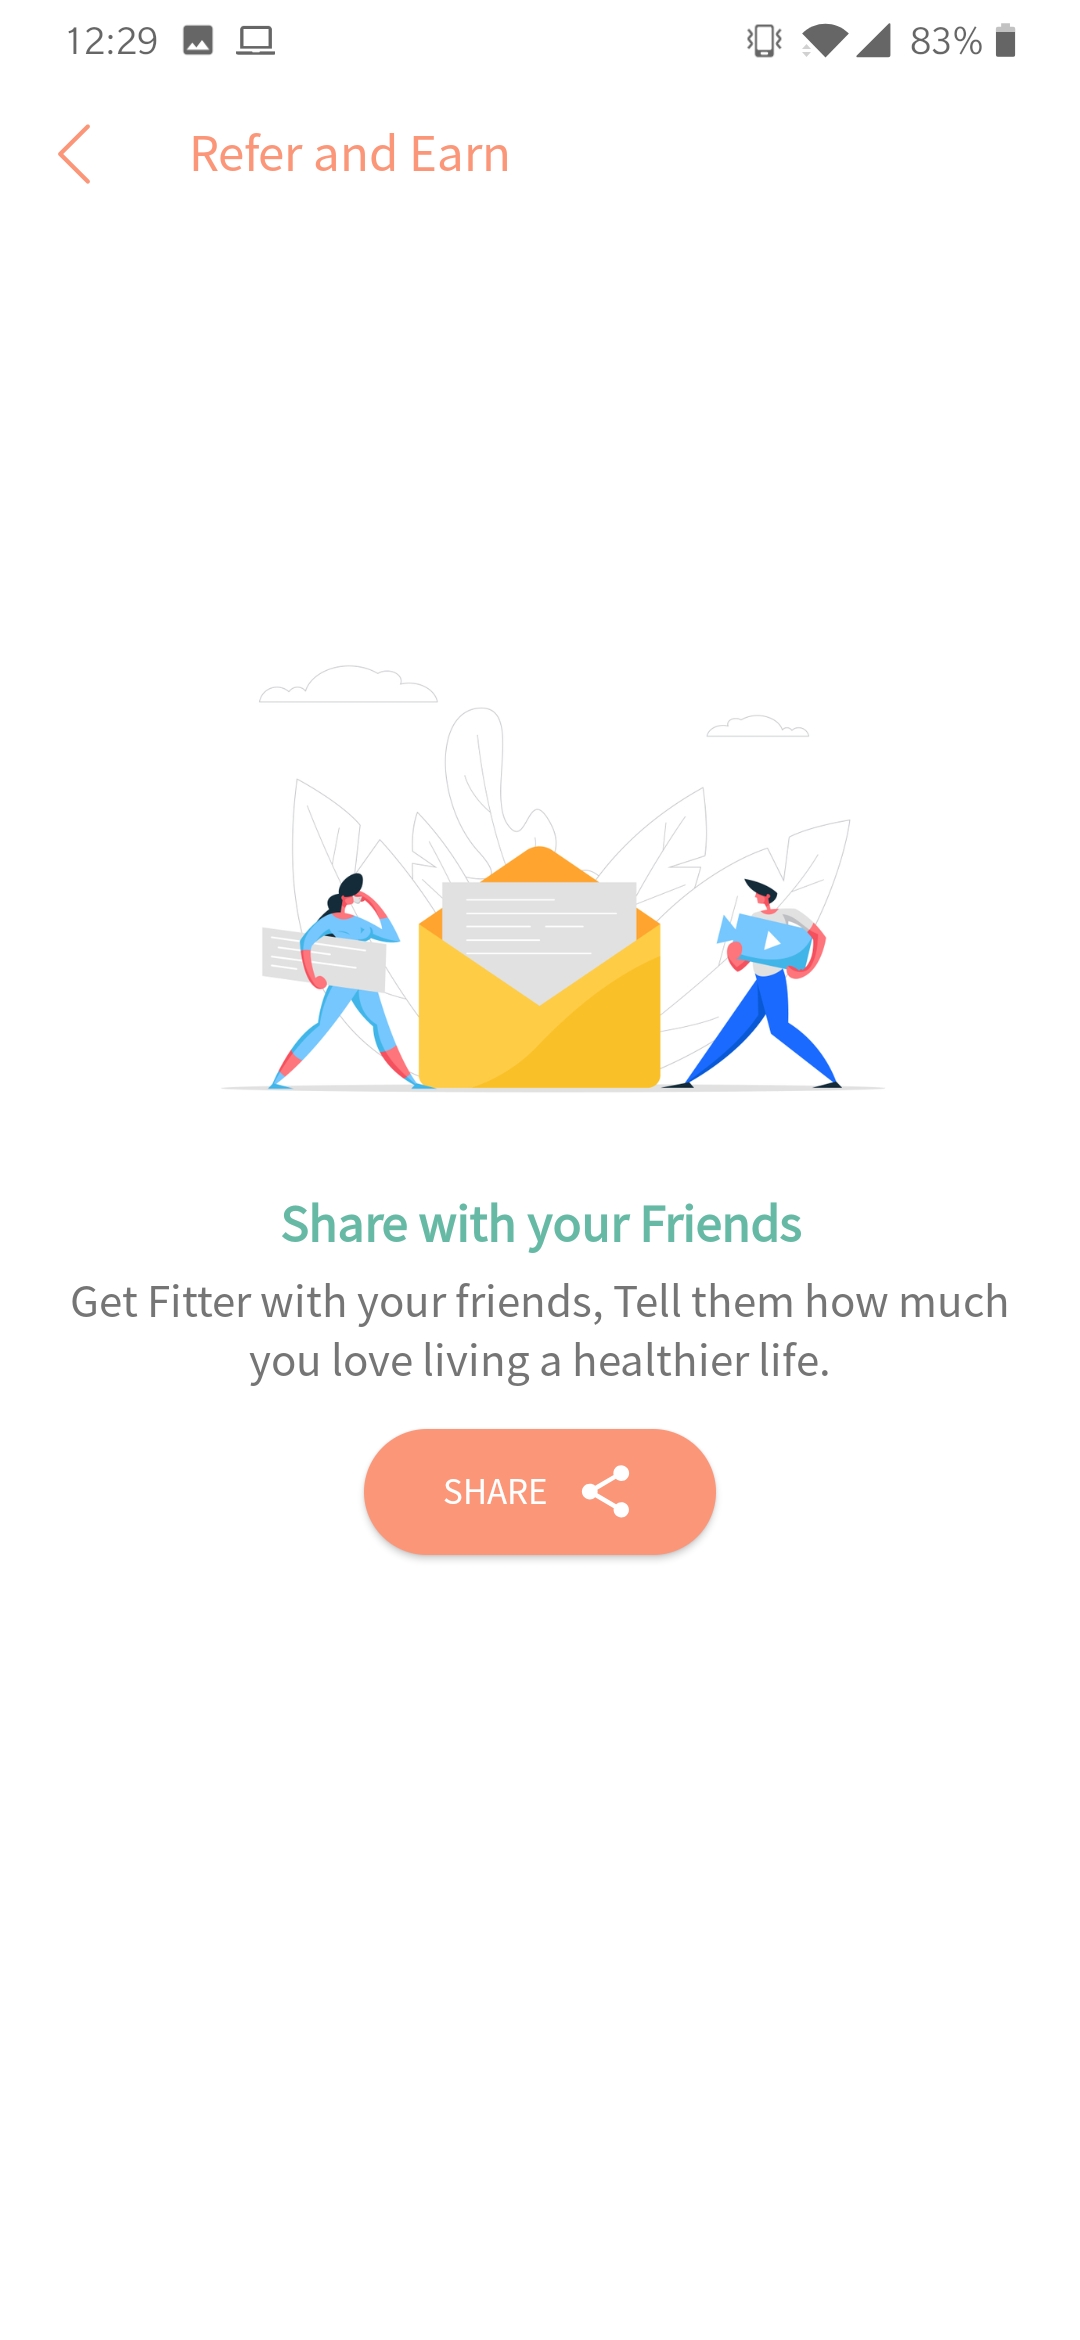 12:29
83%
Refer and Earn
Share with your Friends
Get Fitter with your friends, Tell them how much
you love living a healthier life.
SHARE